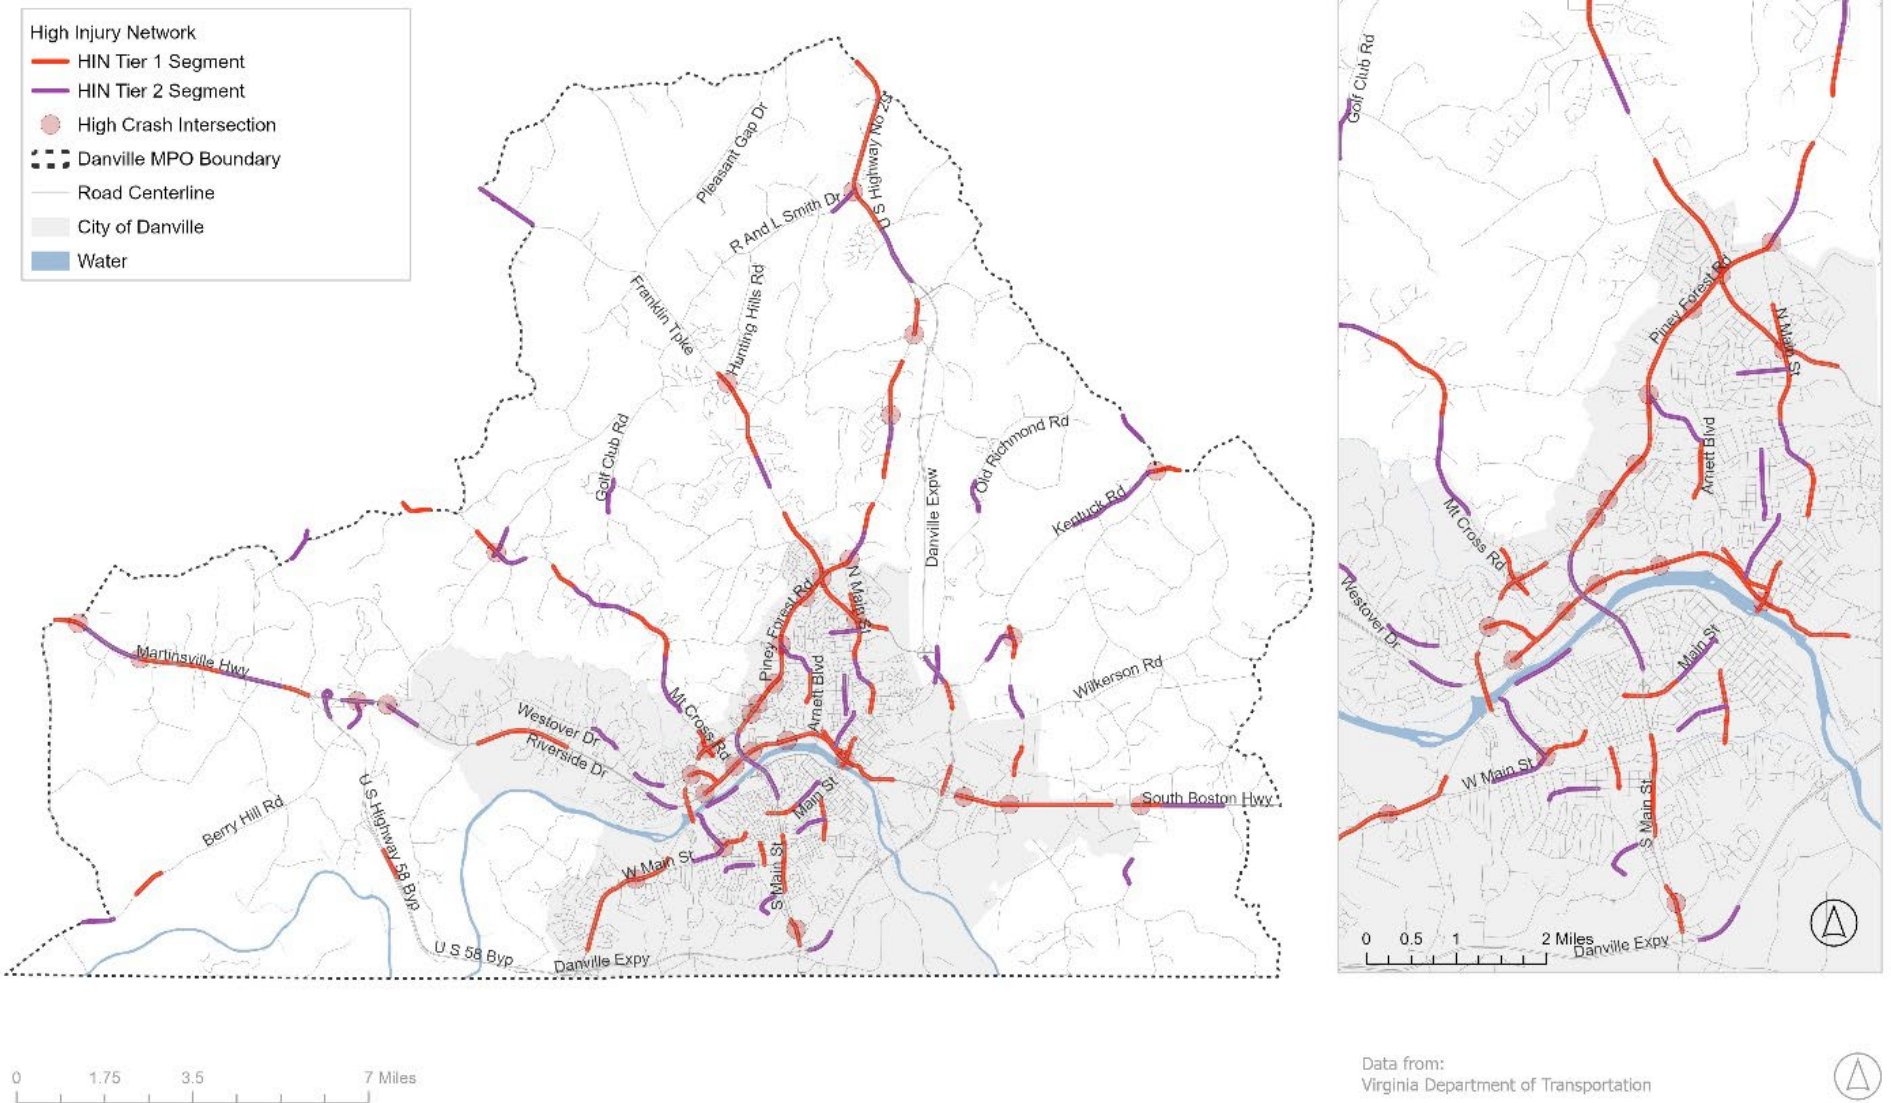 High Injury Network
HIN Tier 1 Segment
HIN Tier 2 Segment
High Crash Intersection
Danville MPO Boundary
Road Centerline
City of Danville
Water
Pleasant Gap Dr
U S Highway No 29
R And L Smith Dr
Franklin Tpke
Hunting Hills Rd
Golf Club Rd
Old Richmond Rd
Kentuck Rd
Danville Expw
N Main St
Piney Forest Rd
Martinsville Hwy
Arnett Blvd
Wilkerson Rd
Mt Cross Rd
Westover Dr
Riverside Dr
U S Highway 58 Byp
Berry Hill Rd
Main St
South Boston Hwy
W Main St
S Main St
U S 58 Byp
Danville Expy
Golf Club Rd
Piney Forest Rd
N Main St
Arnett Blvd
Mt Cross Rd
Westover Dr
Main St
W Main St
S Main St
Danville Expy
0 0.5 1 2 Miles
0 1.75 3.5 7 Miles
Data from:
Virginia Department of Transportation